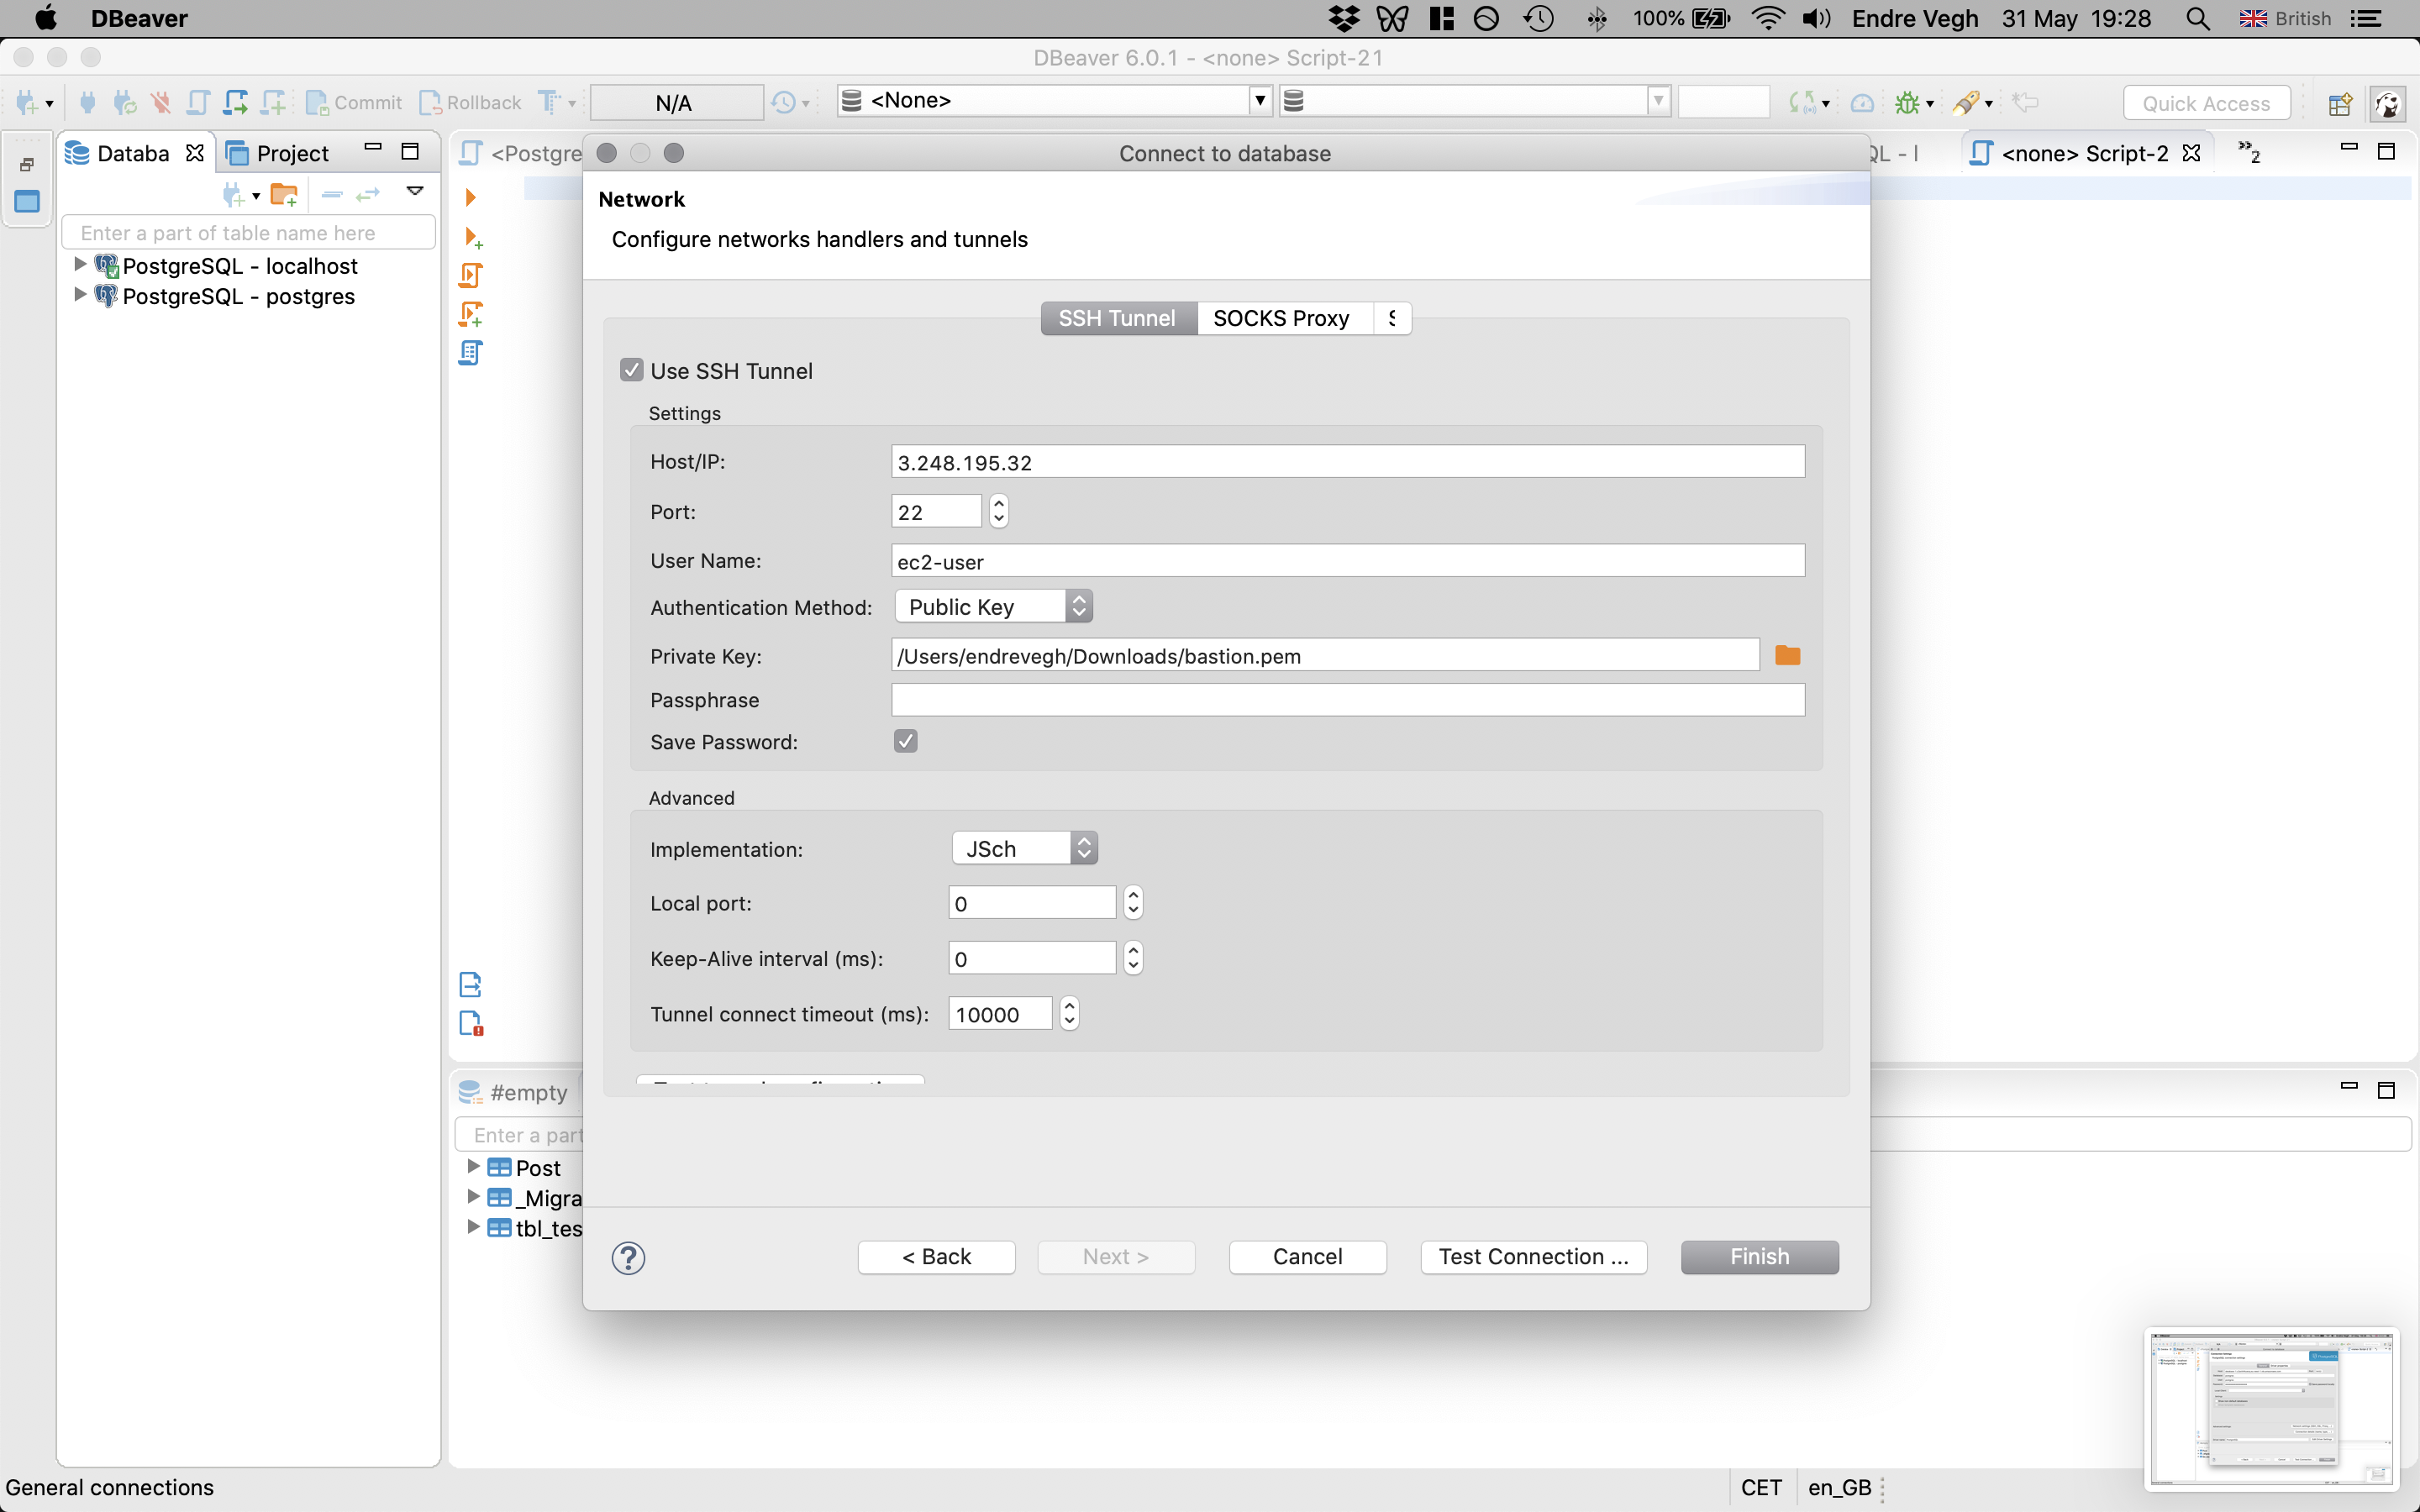 DBeaver
100%
Endre Vegh
31 May 19:28
British
DBeaver 6.0.1 - <none> Script-21
Commit
Rollback
N/A
<None>
Quick Access
Databa
Project
<Postgre
QL - l
<none> Script-2
»2
Enter a part of table name here
PostgreSQL - localhost
PostgreSQL - postgres
Connect to database
Network
Configure networks handlers and tunnels
SSH Tunnel
SOCKS Proxy
Use SSH Tunnel
Settings
Host/IP:
3.248.195.32
Port:
22
User Name:
ec2-user
Authentication Method:
Public Key
Private Key:
/Users/endrevegh/Downloads/bastion.pem
Passphrase
Save Password:
Advanced
Implementation:
JSch
Local port:
0
Keep-Alive interval (ms):
0
Tunnel connect timeout (ms):
10000
< Back
Next >
Cancel
Test Connection ...
Finish
#empty
Enter a part
Post
_Migra
tbl_tes
General connections
CET
en_GB